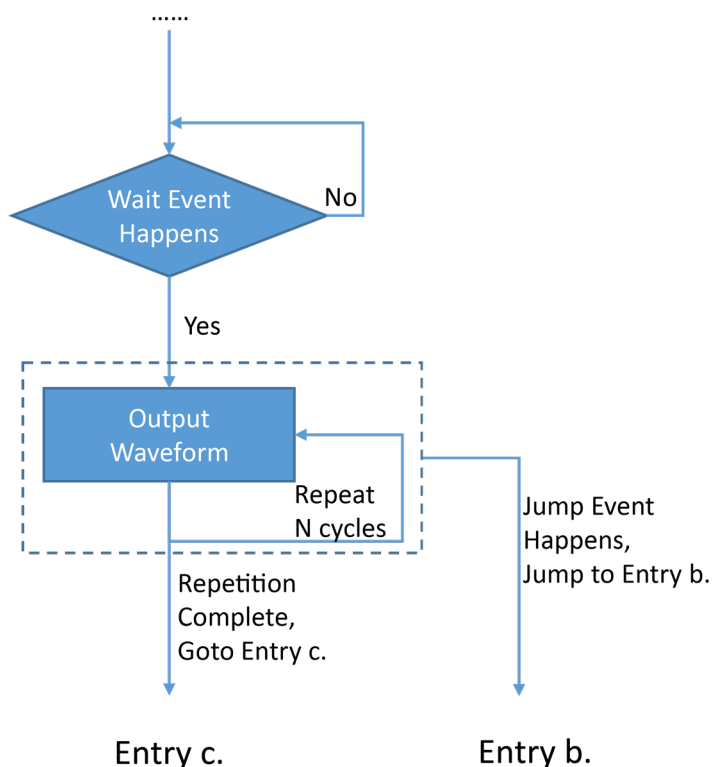 ......
Wait Event
Happens
No
Yes
Output
Waveform
Repeat
N cycles
Jump Event
Happens,
Jump to Entry b.
Repetition
Complete,
Goto Entry c.
Entry c.
Entry b.